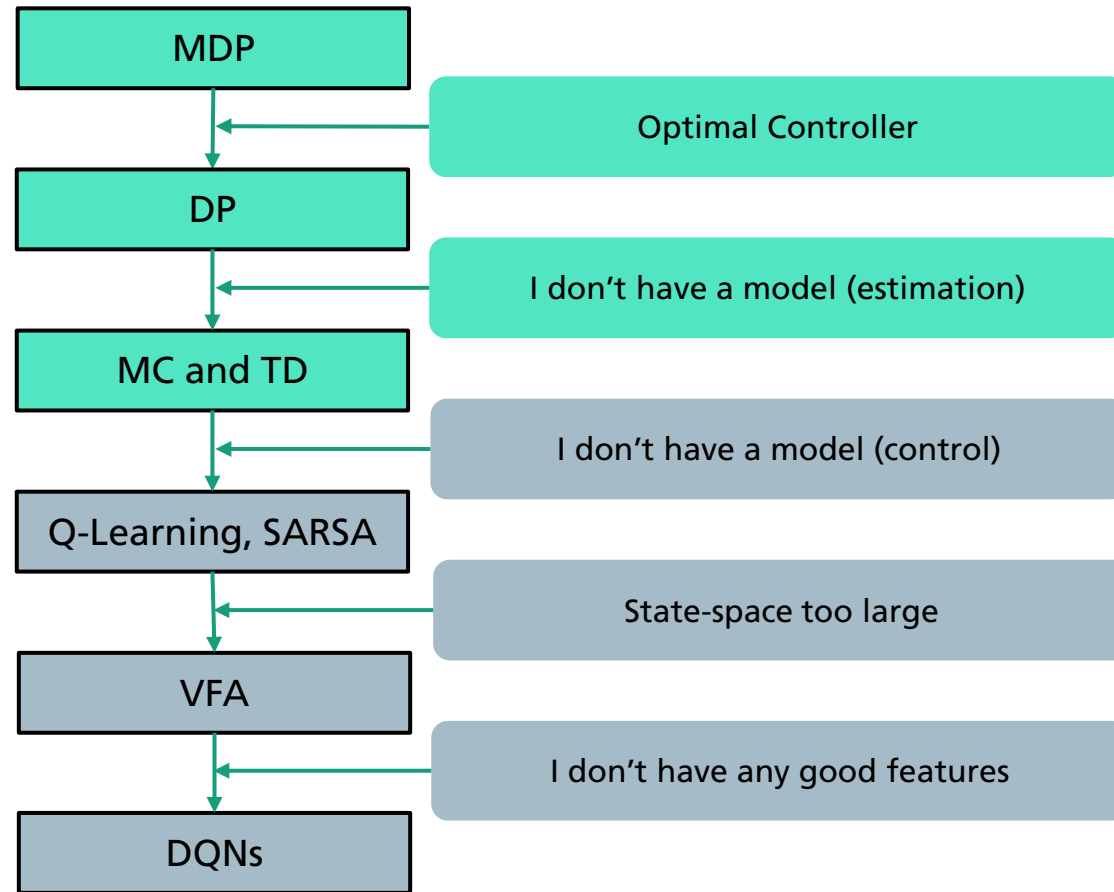 MDP
Optimal Controller
DP
I don’t have a model (estimation)
MC and TD
I don’t have a model (control)
Q-Learning, SARSA
State-space too large
VFA
I don’t have any good features
DQNs